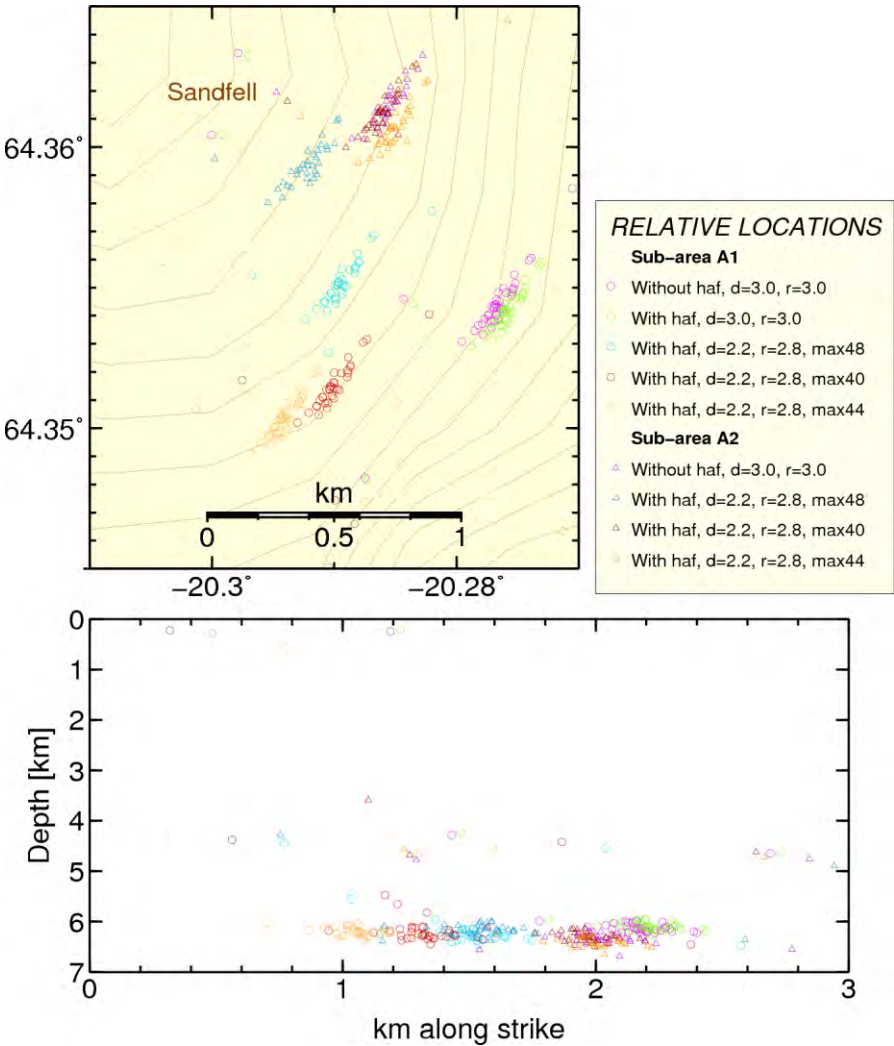 Sandfell
64.36°
64.35°
km
0 0.5 1
−20.3° −20.28°
RELATIVE LOCATIONS
Sub-area A1
Without haf, d=3.0, r=3.0
With haf, d=3.0, r=3.0
With haf, d=2.2, r=2.8, max48
With haf, d=2.2, r=2.8, max40
With haf, d=2.2, r=2.8, max44
Sub-area A2
Without haf, d=3.0, r=3.0
With haf, d=2.2, r=2.8, max48
With haf, d=2.2, r=2.8, max40
With haf, d=2.2, r=2.8, max44
0
1
2
3
4
5
6
7
Depth [km]
0 1 2 3
km along strike